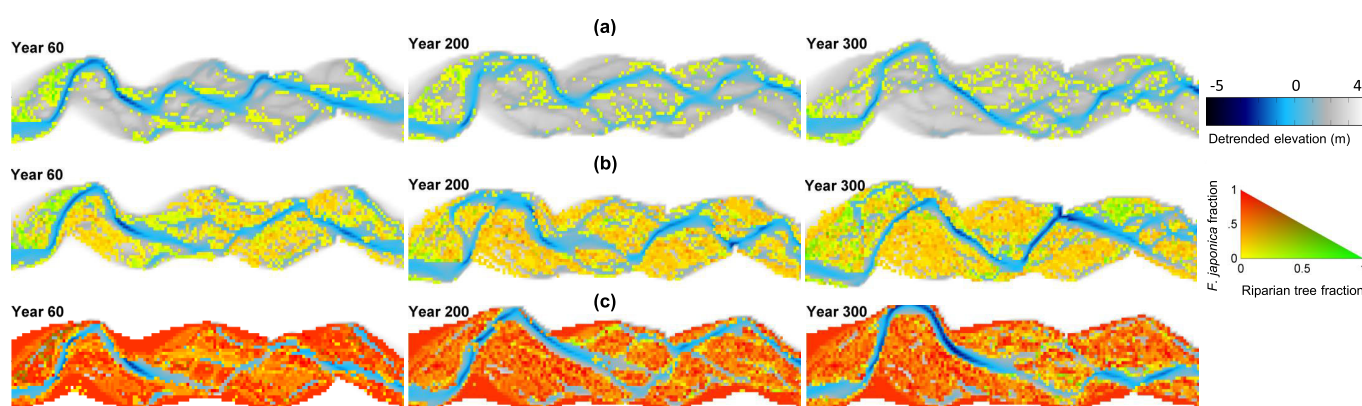 (a)
Year 60
Year 200
Year 300
-5 0 4
Detrended elevation (m)
(b)
Year 60
Year 200
Year 300
F. japonica fraction
1
.5
0
0 0.5
Riparian tree fraction
(c)
Year 60
Year 200
Year 300